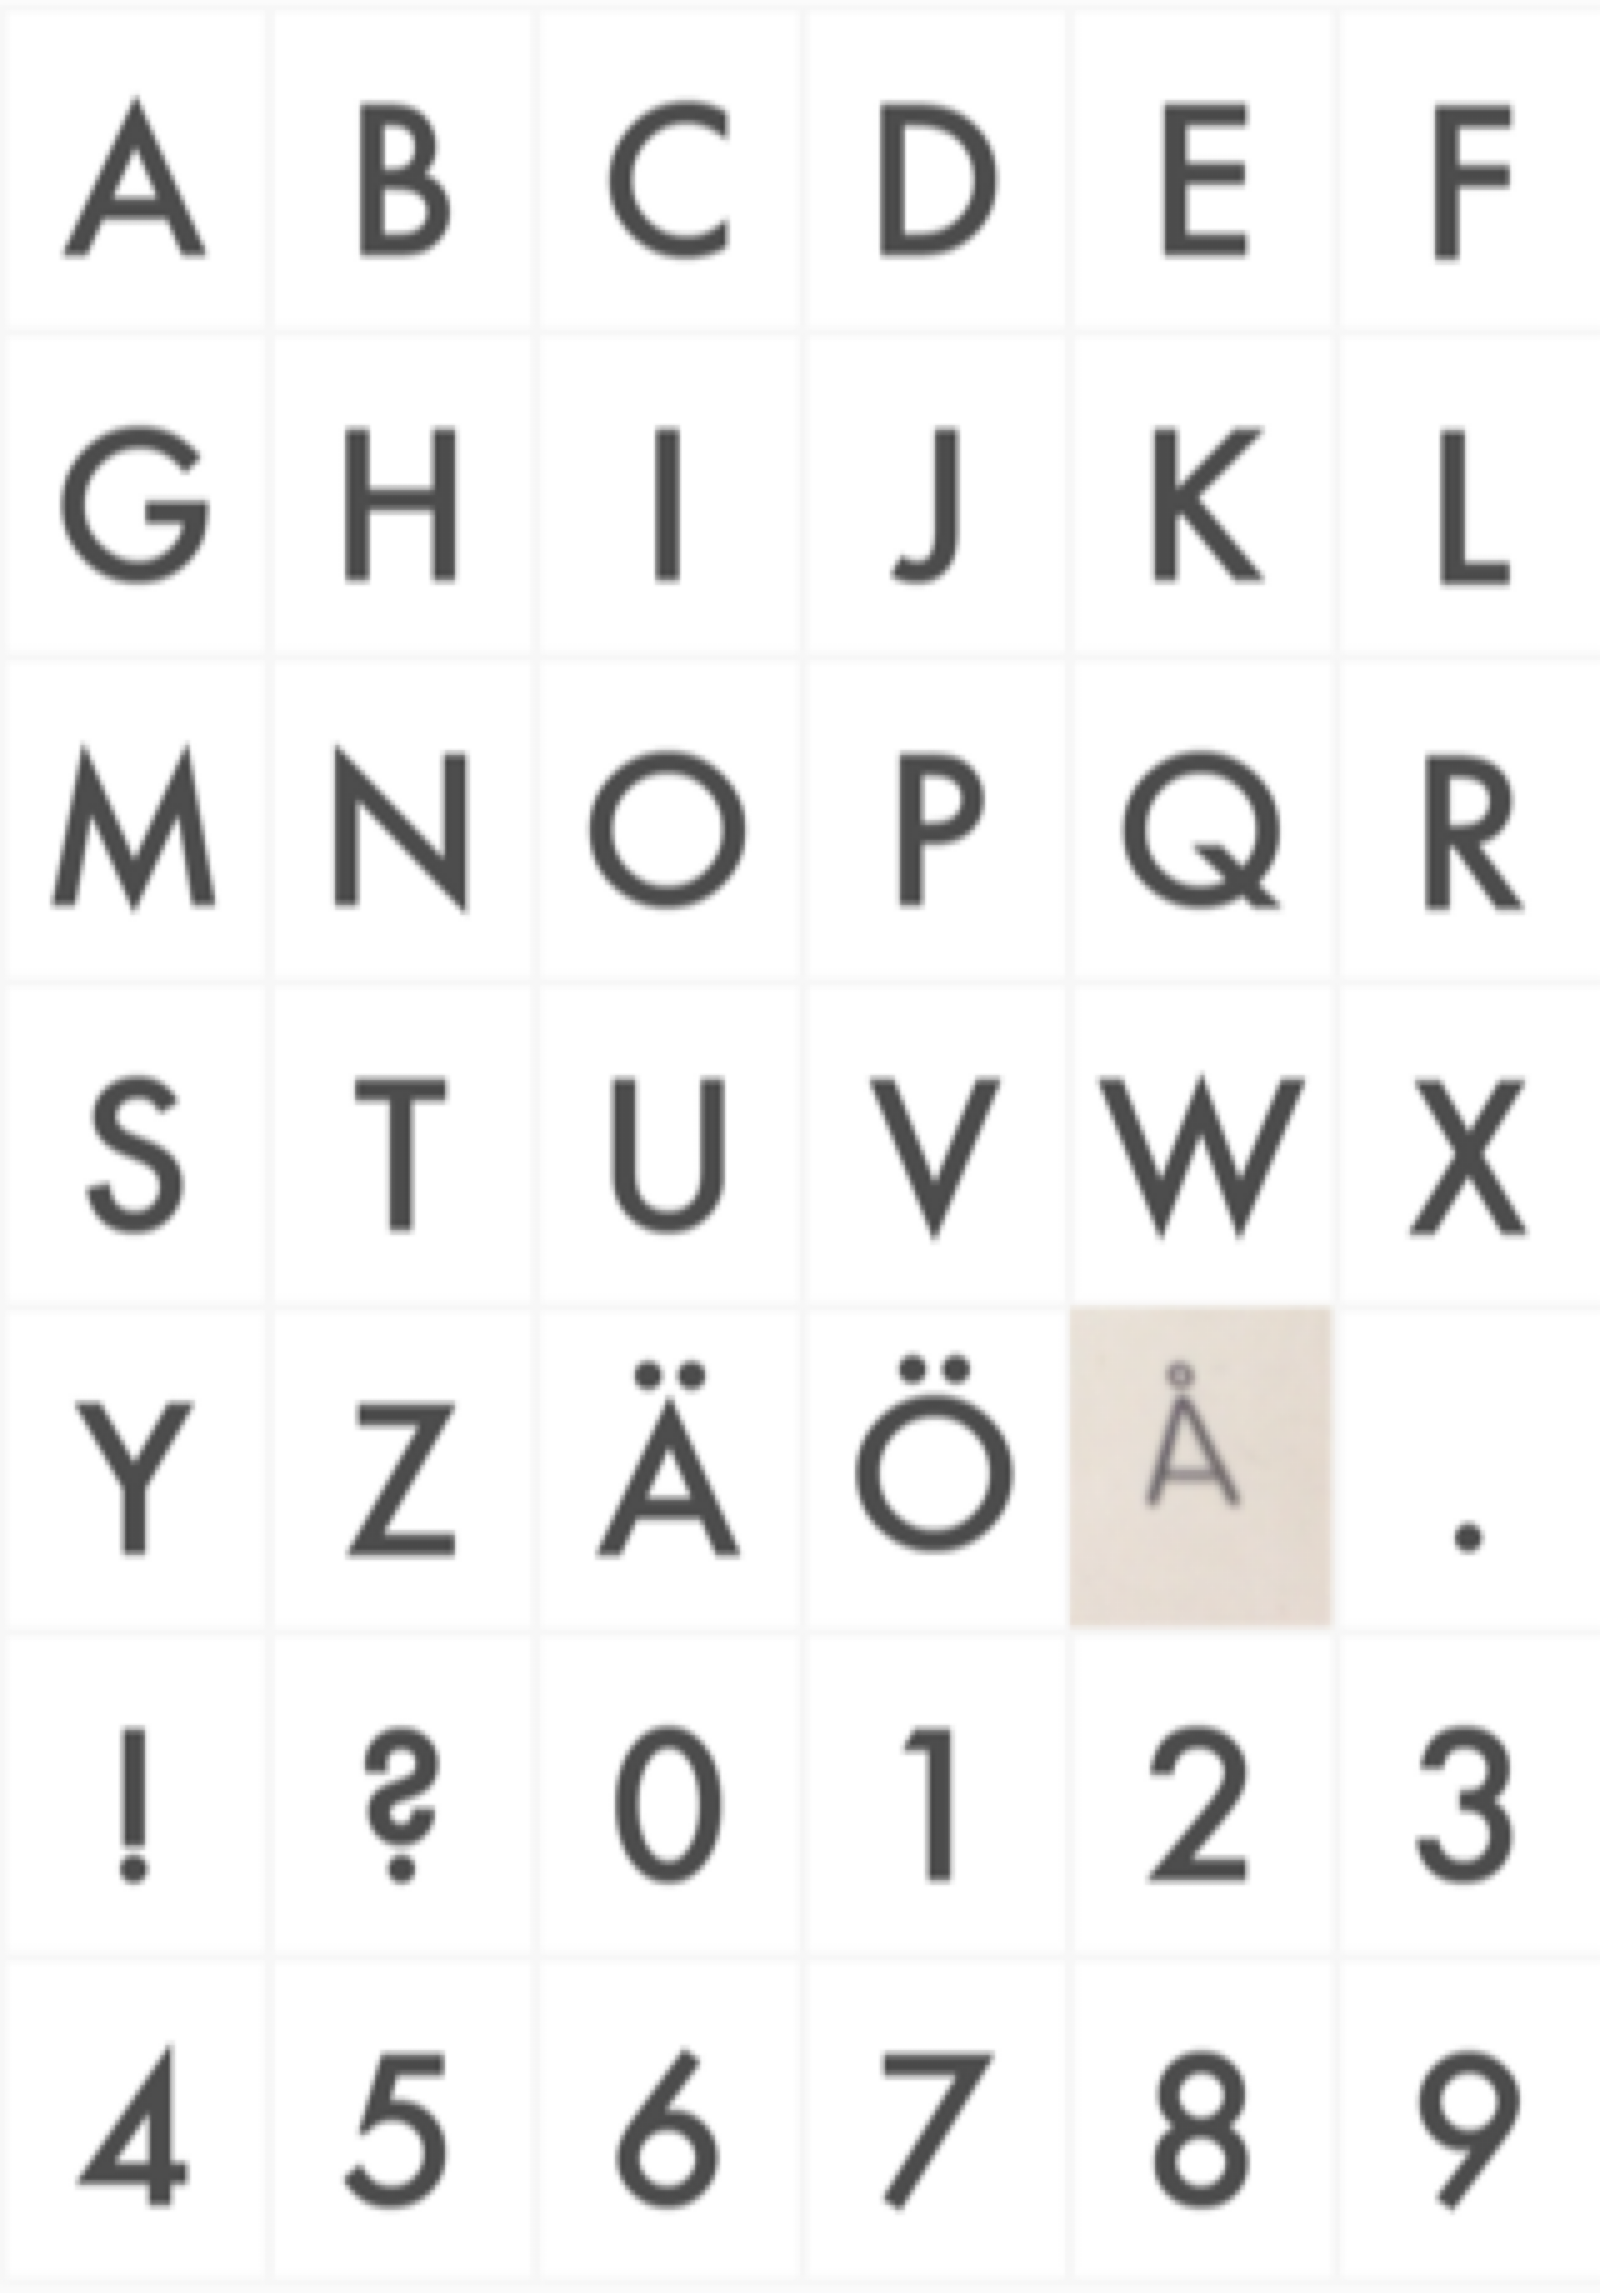 A B C D E F
G H I J K L
M N O P Q R
S T U V W X
Y Z Ä Ö Å .
! ? 0 1 2 3
4 5 6 7 8 9